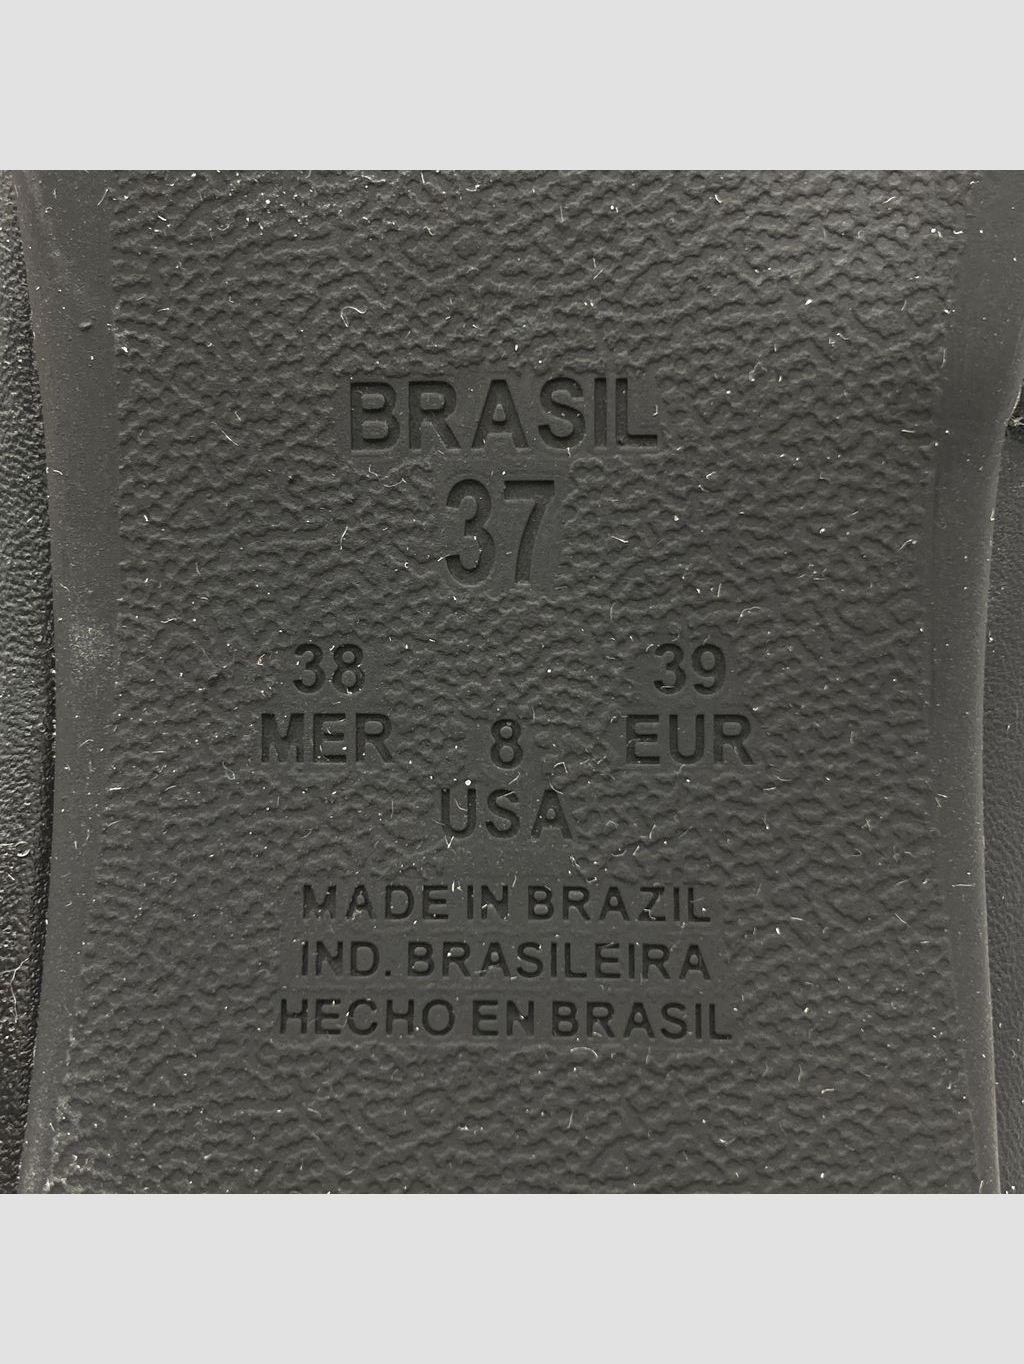 BRASIL
37
38 39
MER 8 EUR
USA
MADE IN BRAZIL
IND. BRASILEIRA
HECHO EN BRASIL